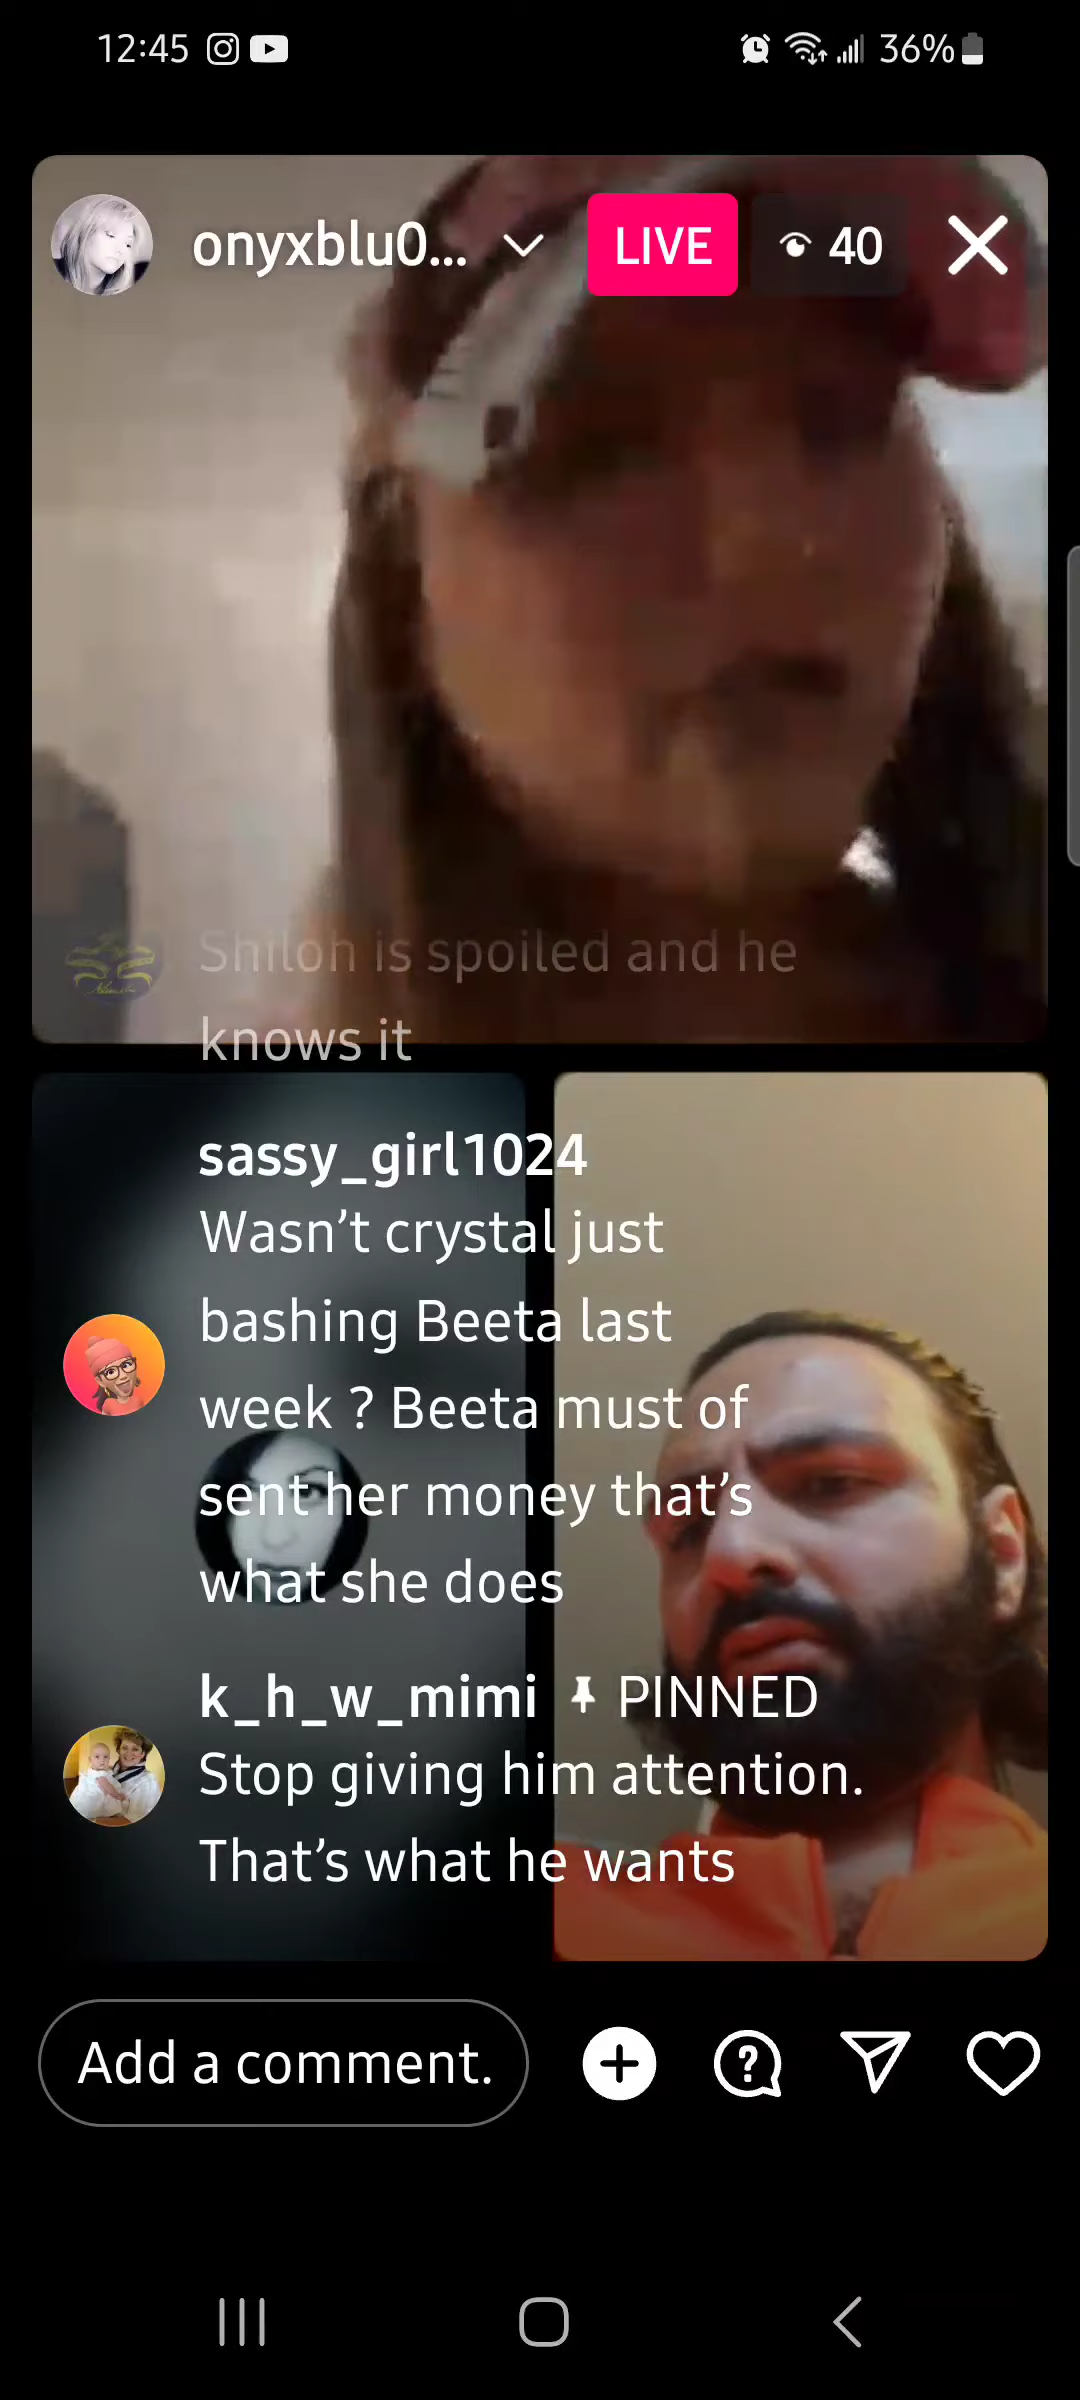 12:45 36%
onyxblu0... LIVE 40
Shiloh is spoiled and he
knows it
sassy_girl1024
Wasn't crystal just
bashing Beeta last
week ? Beeta must of
sent her money that's
what she does
k_h_w_mimi PINNED
Stop giving him attention.
That's what he wants
Add a comment.